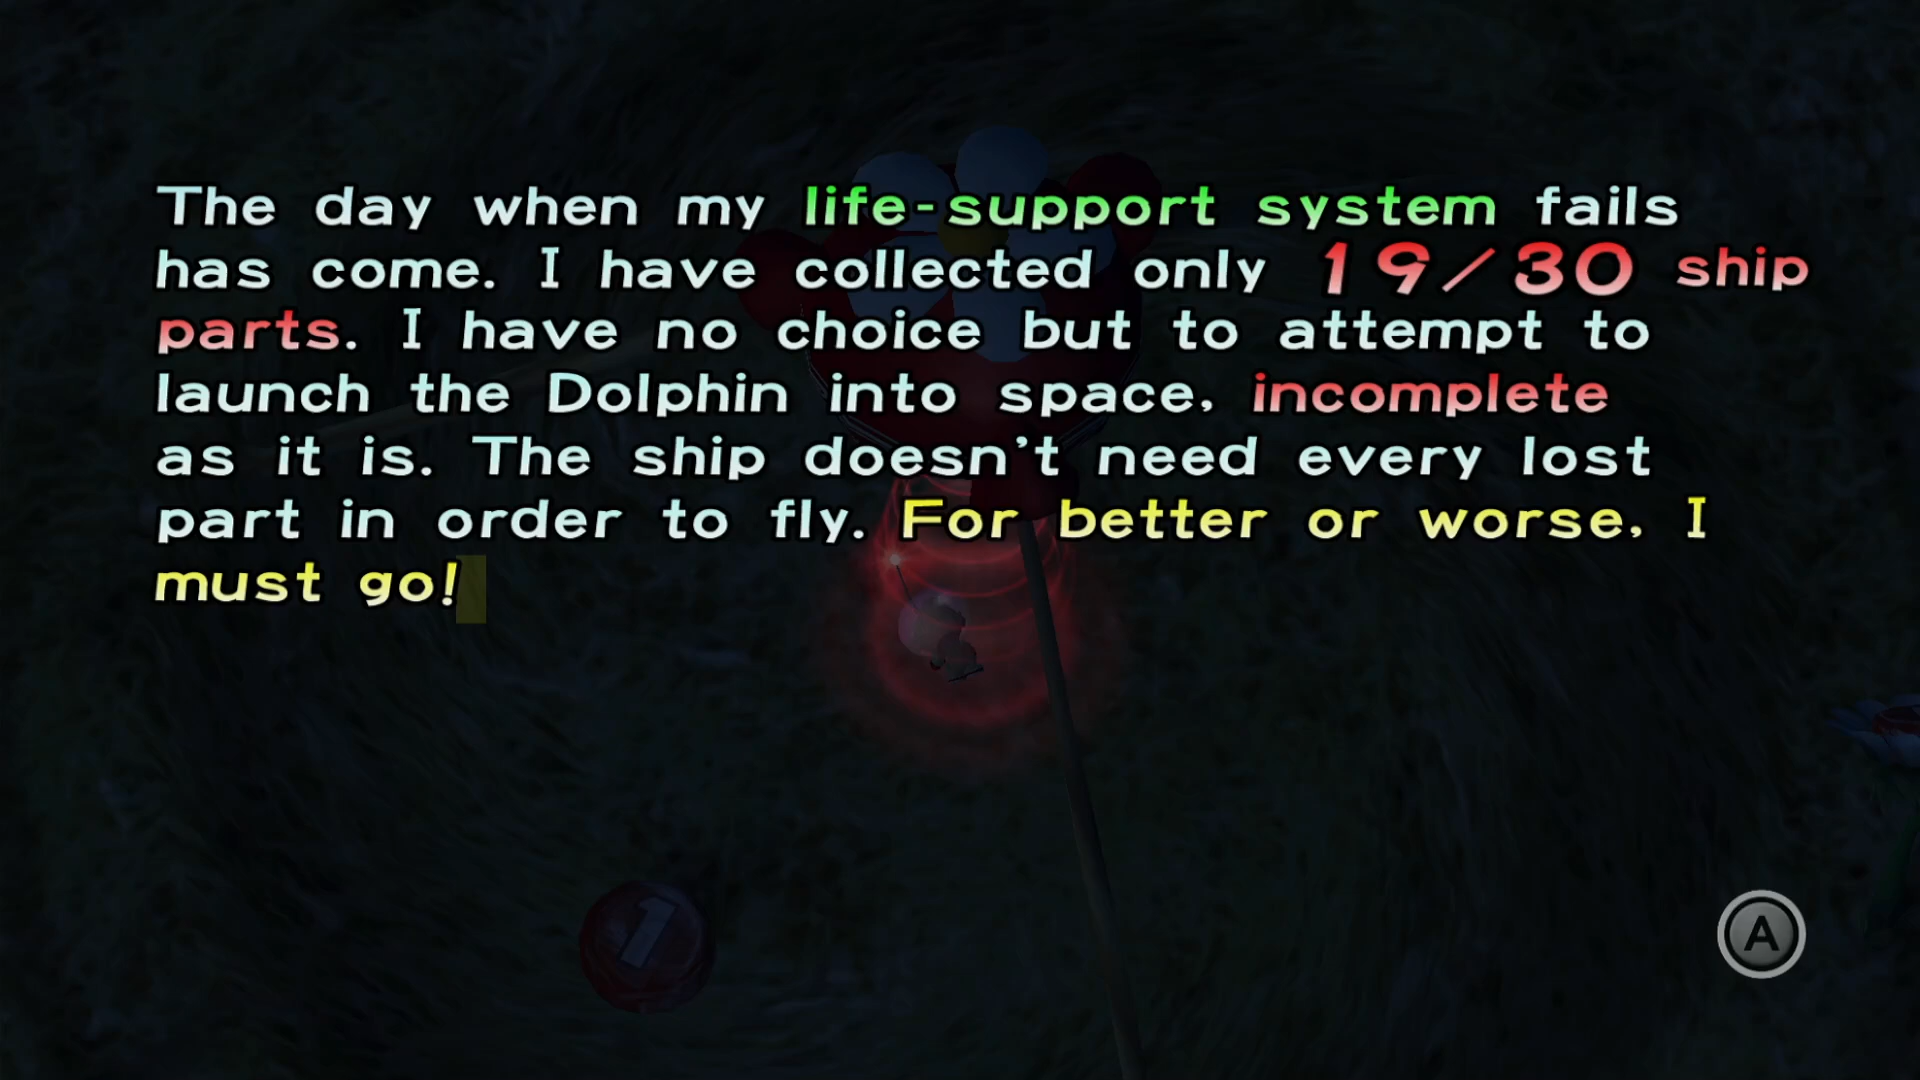 The day when my life-support system fails
has come. I have collected only 19/30 ship
parts. I have no choice but to attempt to
launch the Dolphin into space, incomplete
as it is. The ship doesn't need every lost
part in order to fly. For better or worse, I
must go!
A
1